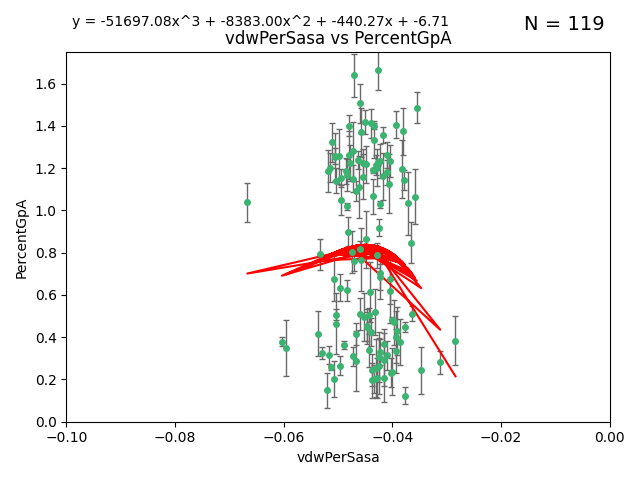 y = -51697.08x^3 + -8383.00x^2 + -440.27x + -6.71
N = 119
vdwPerSasa vs PercentGpA
PercentGpA
1.6
1.4
1.2
1.0
0.8
0.6
0.4
0.2
0.0
−0.10 −0.08 −0.06 −0.04 −0.02 0.00
vdwPerSasa